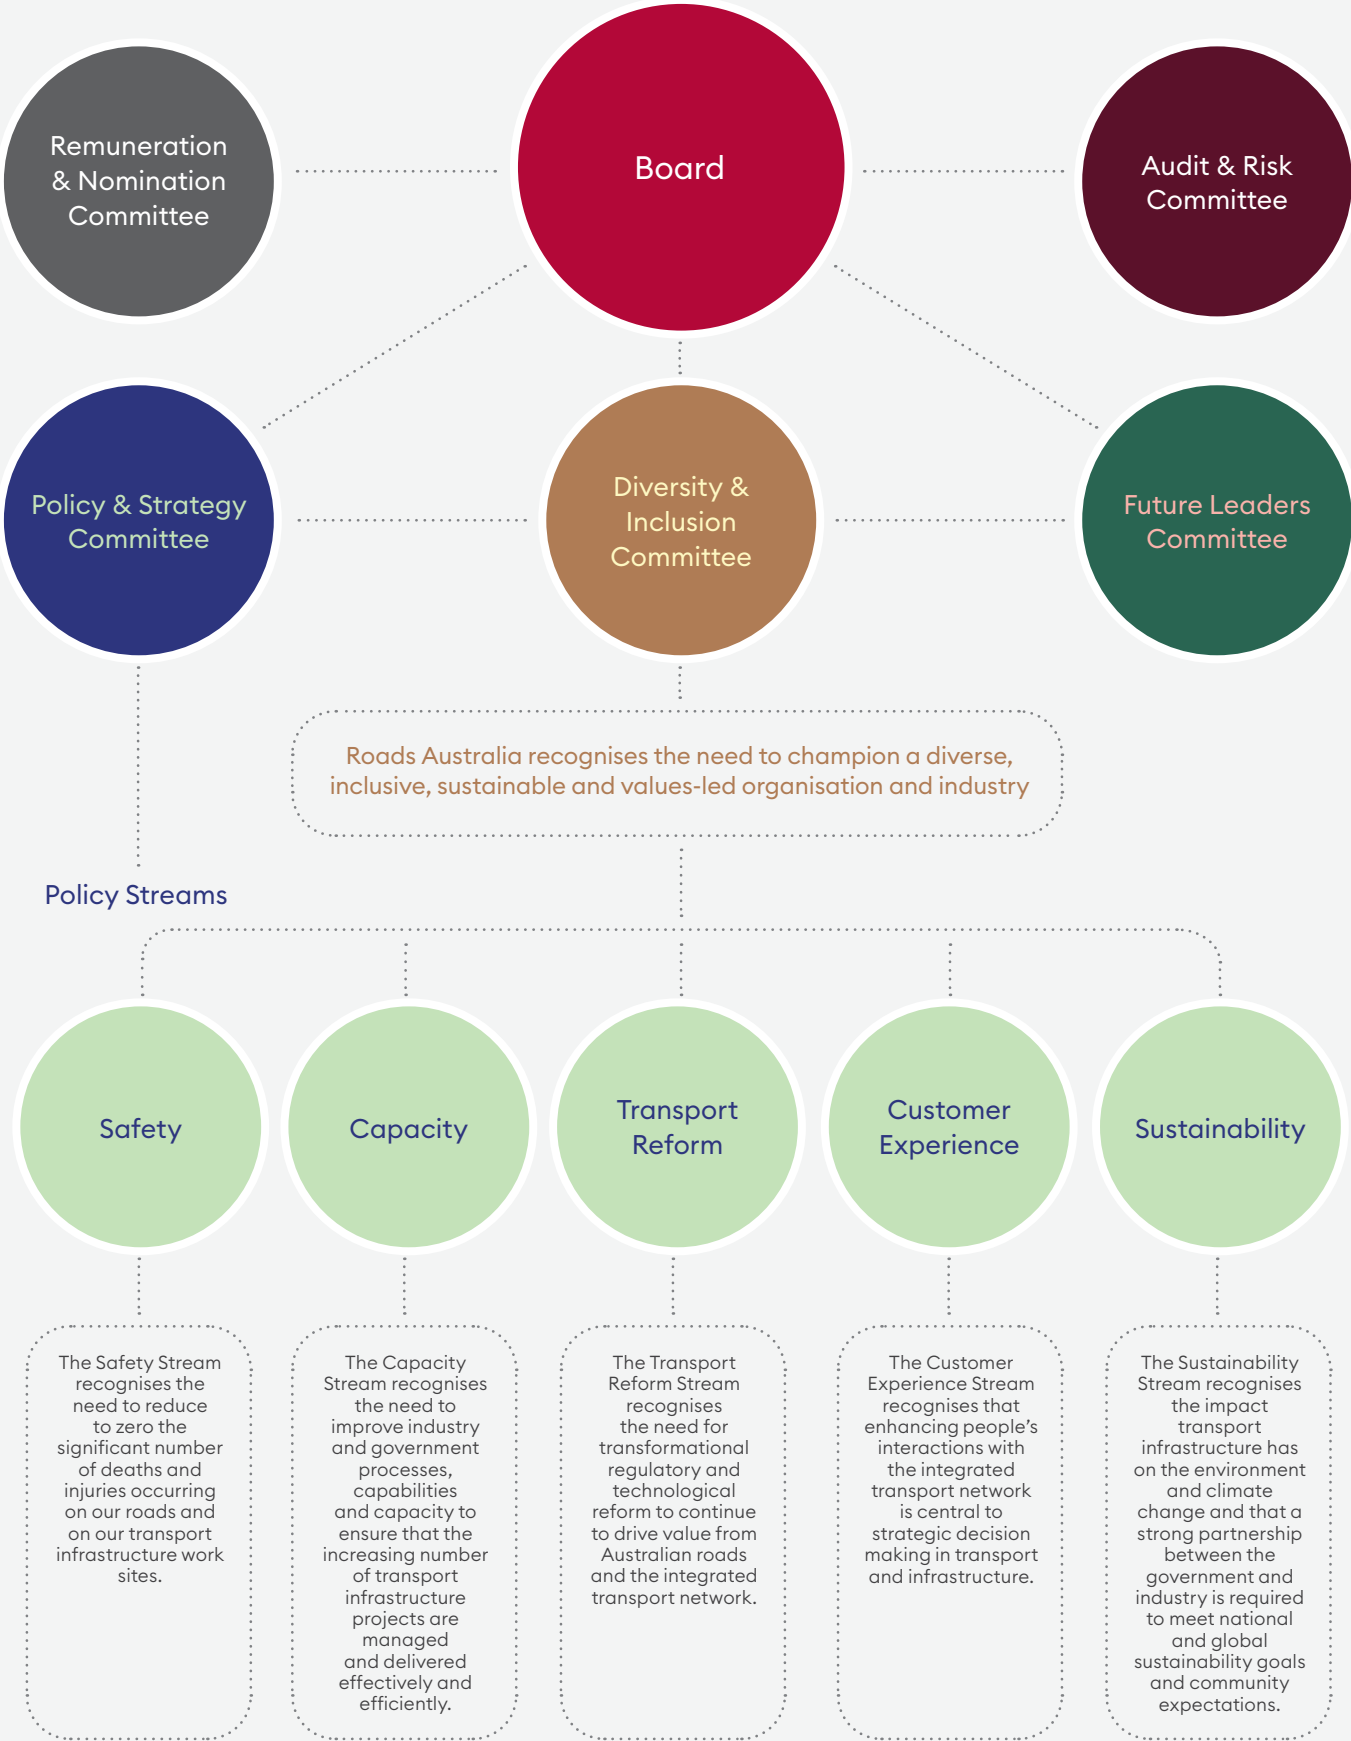 Remuneration
& Nomination
Committee
Board
Audit & Risk
Committee
Policy & Strategy
Committee
Diversity &
Inclusion
Committee
Future Leaders
Committee
Roads Australia recognises the need to champion a diverse,
inclusive, sustainable and values-led organisation and industry
Policy Streams
Safety
Capacity
Transport
Reform
Customer
Experience
Sustainability
The Safety Stream
recognises the
need to reduce
to zero the
significant number
of deaths and
injuries occurring
on our roads and
on our transport
infrastructure work
sites.
The Capacity
Stream recognises
the need to
improve industry
and government
processes,
capabilities
and capacity to
ensure that the
increasing number
of transport
infrastructure
projects are
managed
and delivered
effectively and
efficiently.
The Transport
Reform Stream
recognises
the need for
transformational
regulatory and
technological
reform to continue
to drive value from
Australian roads
and the integrated
transport network.
The Customer
Experience Stream
recognises that
enhancing people’s
interactions with
the integrated
transport network
is central to
strategic decision
making in transport
and infrastructure.
The Sustainability
Stream recognises
the impact
transport
infrastructure has
on the environment
and climate
change and that a
strong partnership
between the
government and
industry is required
to meet national
and global
sustainability goals
and community
expectations.